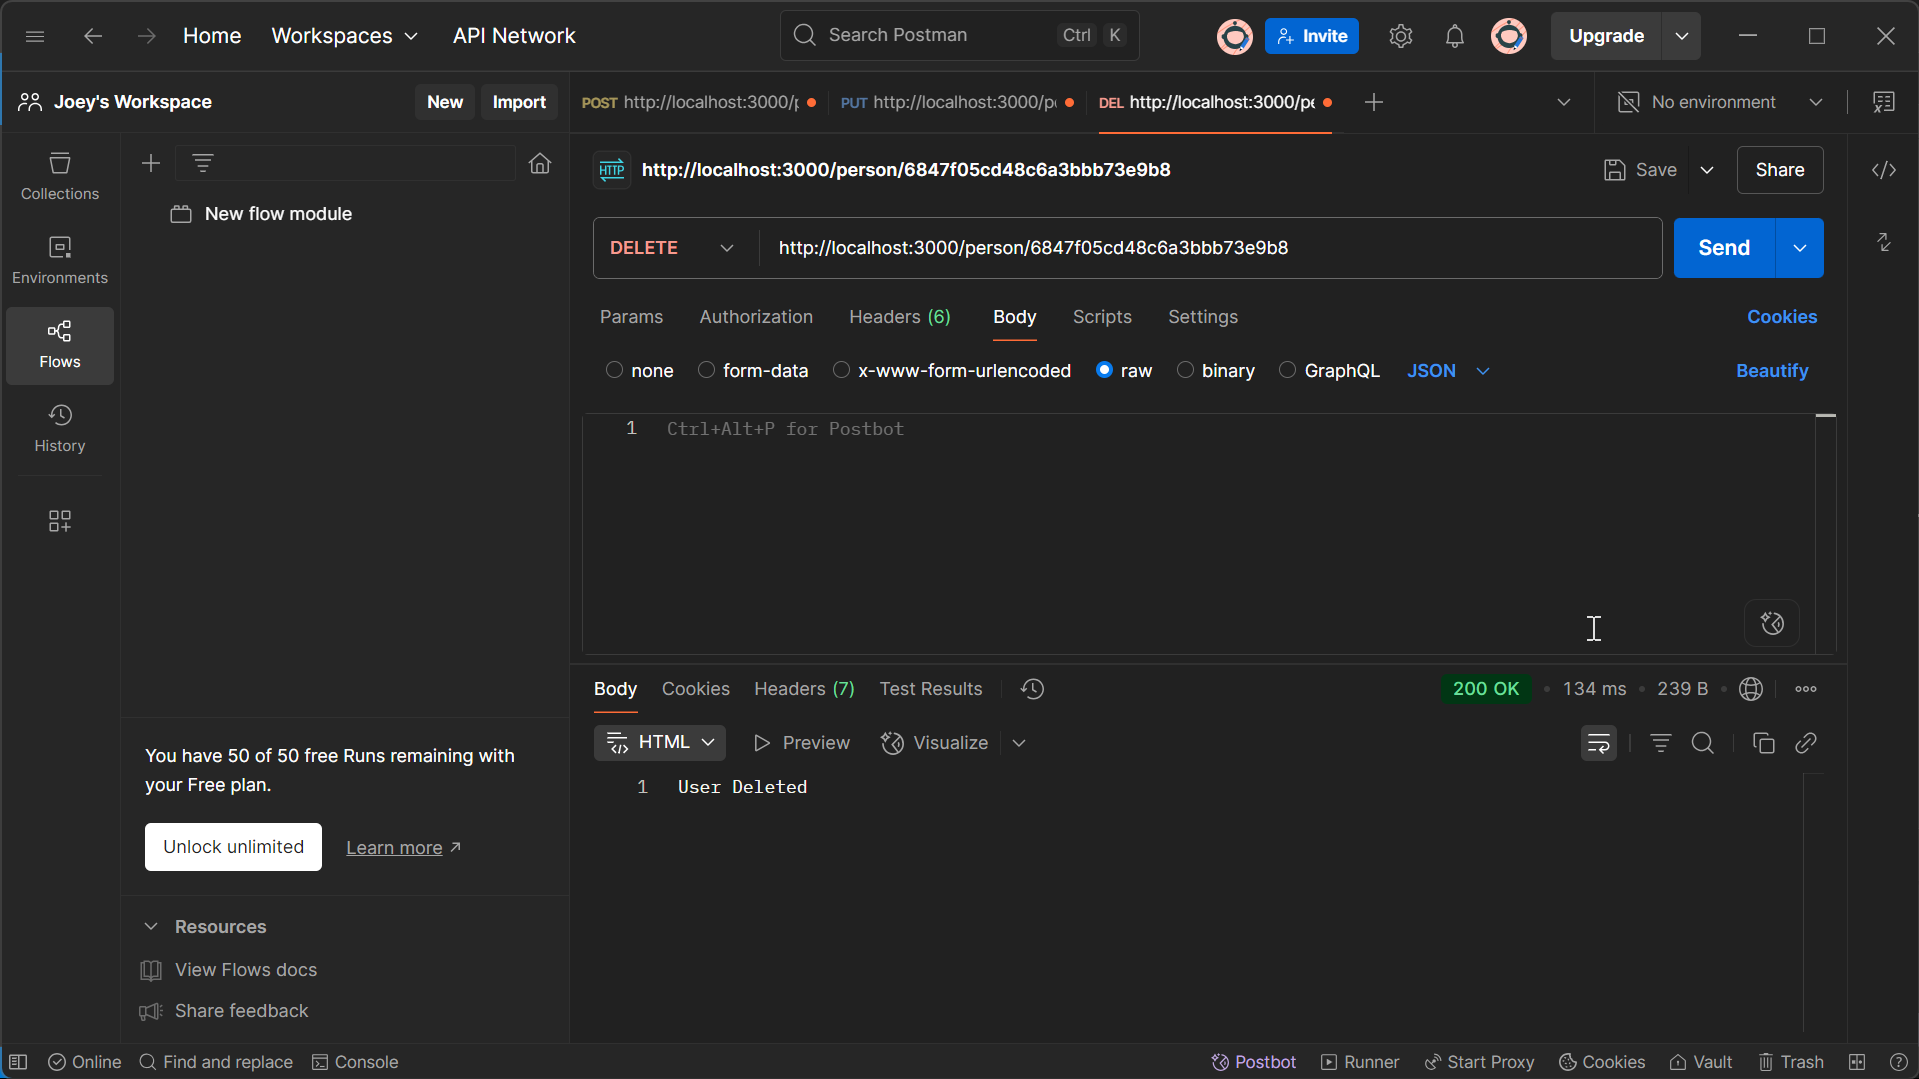 Home
Workspaces
API Network
Search Postman
Ctrl K
Invite
Upgrade
Joey's Workspace
New
Import
POST http://localhost:3000/p
PUT http://localhost:3000/pe
DEL http://localhost:3000/pe
No environment
Collections
Environments
Flows
History
New flow module
HTTP
http://localhost:3000/person/6847f05cd48c6a3bbb73e9b8
Save
Share
DELETE
http://localhost:3000/person/6847f05cd48c6a3bbb73e9b8
Send
Params
Authorization
Headers (6)
Body
Scripts
Settings
Cookies
none
form-data
x-www-form-urlencoded
raw
binary
GraphQL
JSON
Beautify
1 Ctrl+Alt+P for Postbot
You have 50 of 50 free Runs remaining with
your Free plan.
Unlock unlimited
Learn more
Resources
View Flows docs
Share feedback
Body
Cookies
Headers (7)
Test Results
200 OK
134 ms
239 B
HTML
Preview
Visualize
1 User Deleted
Online
Find and replace
Console
Postbot
Runner
Start Proxy
Cookies
Vault
Trash